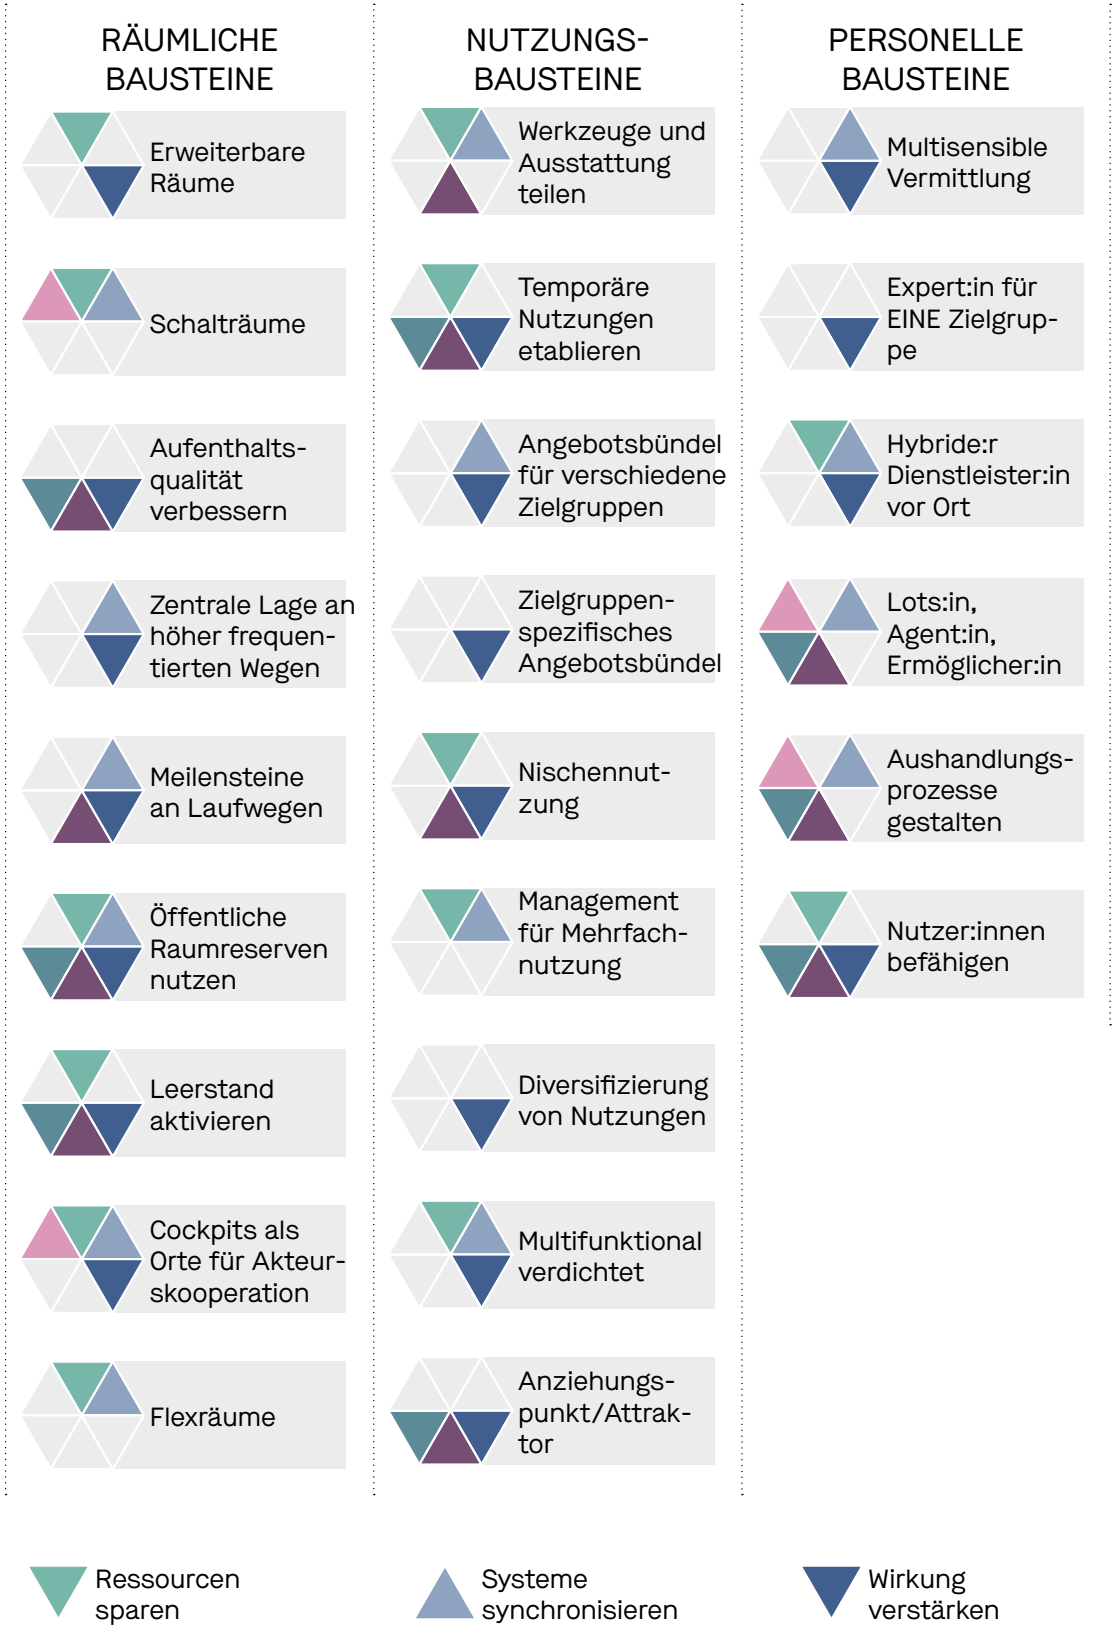 RÄUMLICHE
BAUSTEINE
Erweiterbare
Räume
Schalträume
Aufenthalts-
qualität
verbessern
Zentrale Lage an
höher frequen-
tierten Wegen
Meilensteine
an Laufwegen
Öffentliche
Raumreserven
nutzen
Leerstand
aktivieren
Cockpits als
Orte für Akteur-
skooperation
Flexräume
NUTZUNGS-
BAUSTEINE
Werkzeuge und
Ausstattung
teilen
Temporäre
Nutzungen
etablieren
Angebotsbündel
für verschiedene
Zielgruppen
Zielgruppen-
spezifisches
Angebotsbündel
Nischennut-
zung
Management
für Mehrfach-
nutzung
Diversifizierung
von Nutzungen
Multifunktional
verdichtet
Anziehungs-
punkt/Attrak-
tor
PERSONELLE
BAUSTEINE
Multisensible
Vermittlung
Expert:in für
EINE Zielgrup-
pe
Hybride:r
Dienstleister:in
vor Ort
Lots:in,
Agent:in,
Ermöglicher:in
Aushandlungs-
prozesse
gestalten
Nutzer:innen
befähigen
Ressourcen
sparen
Systeme
synchronisieren
Wirkung
verstärken